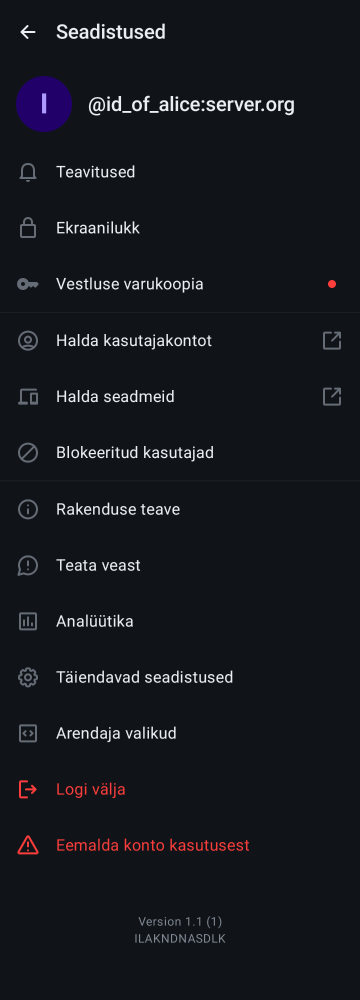 Seadistused
I
@id_of_alice:server.org
Teavitused
Ekraanilukk
Vestluse varukoopia
Halda kasutajakontot
Halda seadmeid
Blokeeritud kasutajad
Rakenduse teave
Teata veast
Analüütika
Täiendavad seadistused
Arendaja valikud
Logi välja
Eemalda konto kasutusest
Version 1.1 (1)
ILAKNDNASDLK